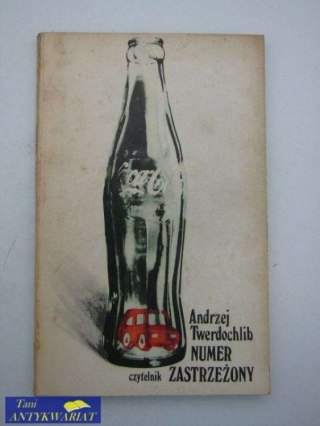 Coca-Cola
Andrzej
Twerdochlib
NUMER
czytelnik ZASTRZEŻONY
Tani
ANTYKWARIAT